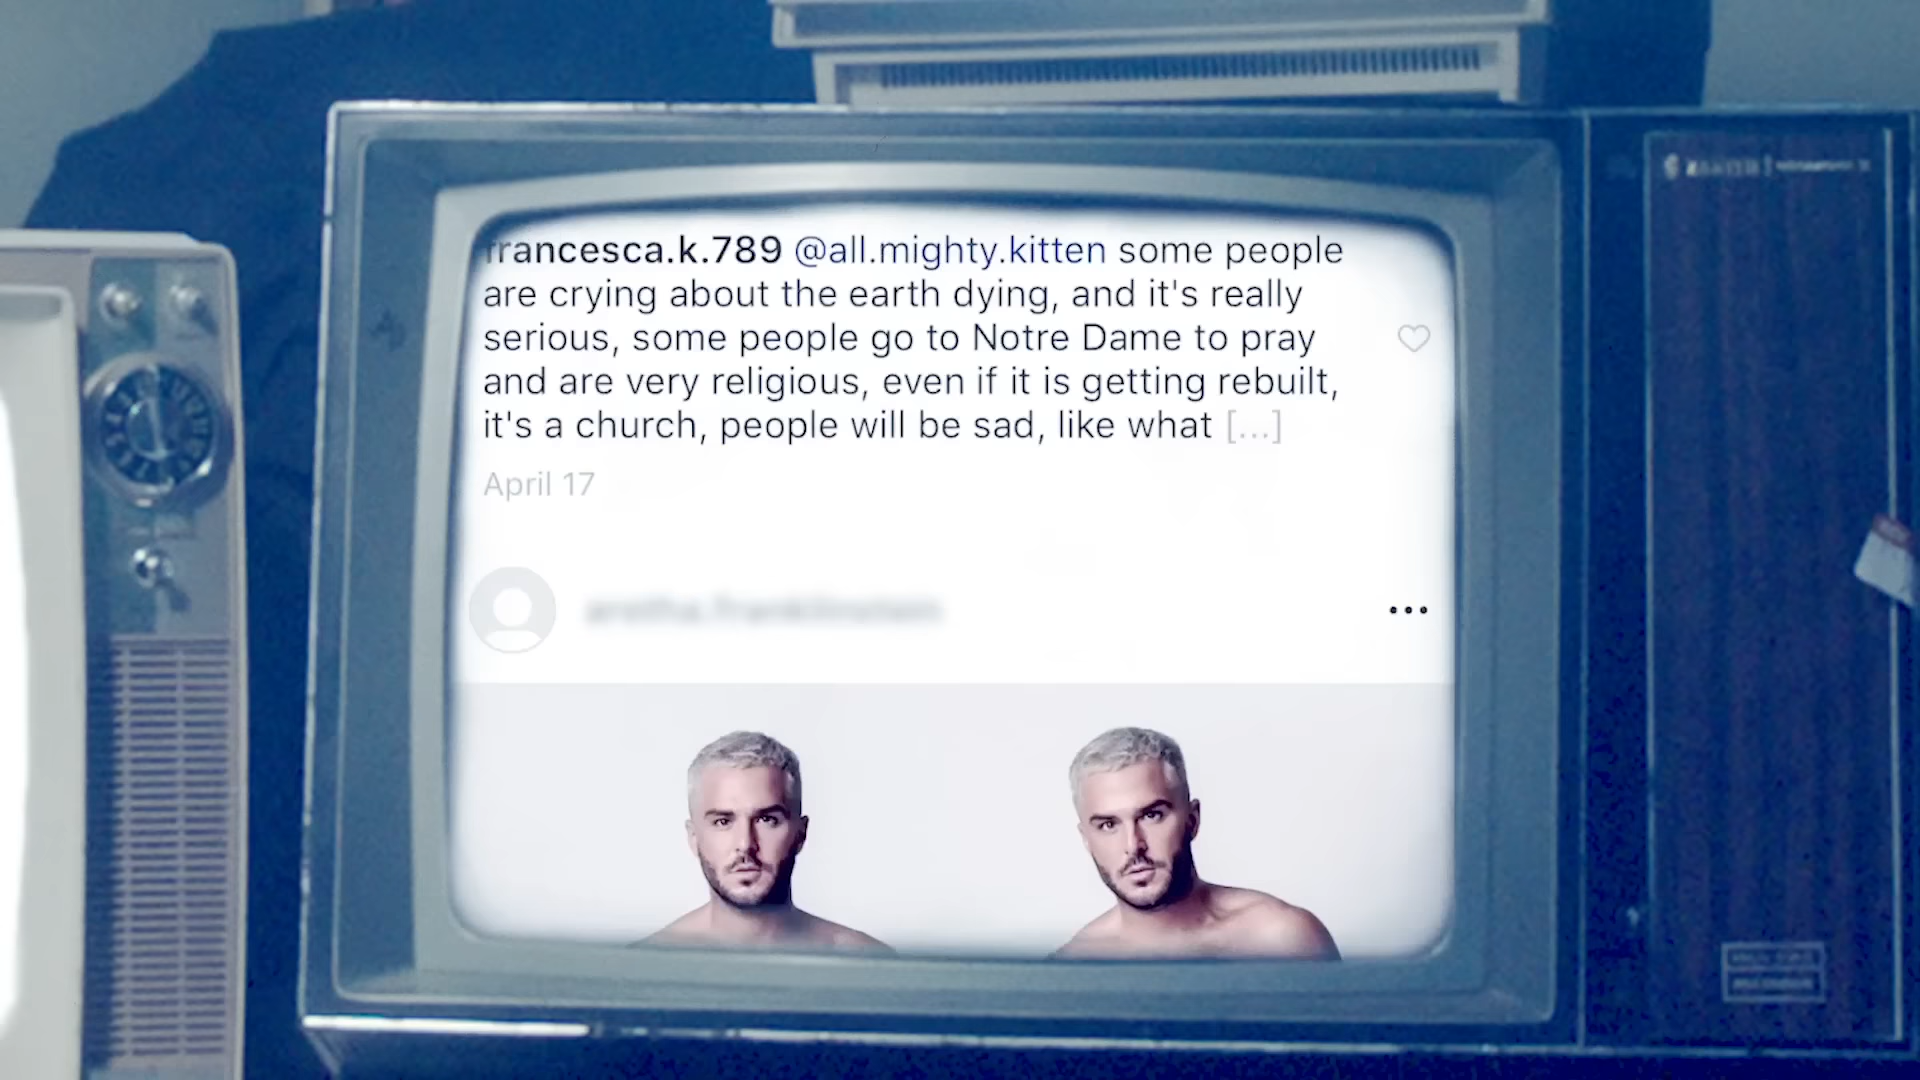 francesca.k.789 @all.mighty.kitten some people
are crying about the earth dying, and it's really
serious, some people go to Notre Dame to pray
and are very religious, even if it is getting rebuilt,
it's a church, people will be sad, like what [...]
April 17